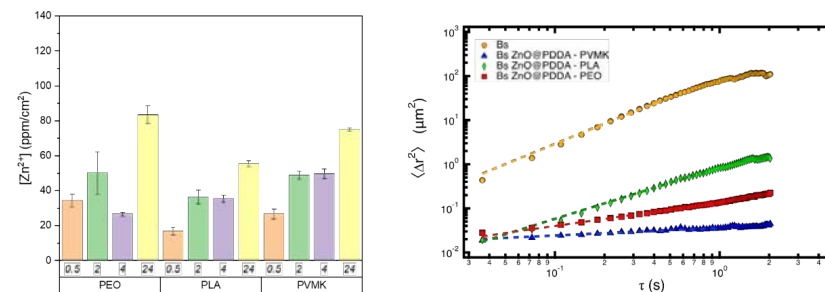 140
120
100
80
60
40
20
0
[Zn²⁺] (ppm/cm²)
0.5 2 4 24 0.5 2 4 24 0.5 2 4 24
PEO PLA PVMK
Bs
Bs ZnO@PDDA - PVMK
Bs ZnO@PDDA - PLA
Bs ZnO@PDDA - PEO
10³
10²
10¹
10⁰
10⁻¹
10⁻²
⟨Δr²⟩ (μm²)
3 4 5 6 7 8 9 2 3 4 5 6 7 8 9 2 3
10⁻¹ 10⁰
τ (s)